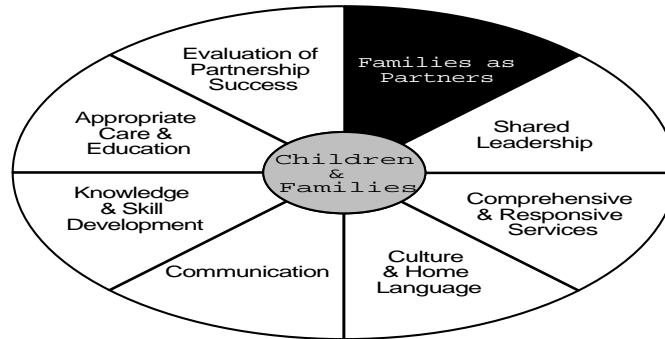 Evaluation of
Partnership
Success
Families as
Partners
Shared
Leadership
Comprehensive
& Responsive
Services
Culture
& Home
Language
Communication
Knowledge
& Skill
Development
Appropriate
Care &
Education
Children
&
Families